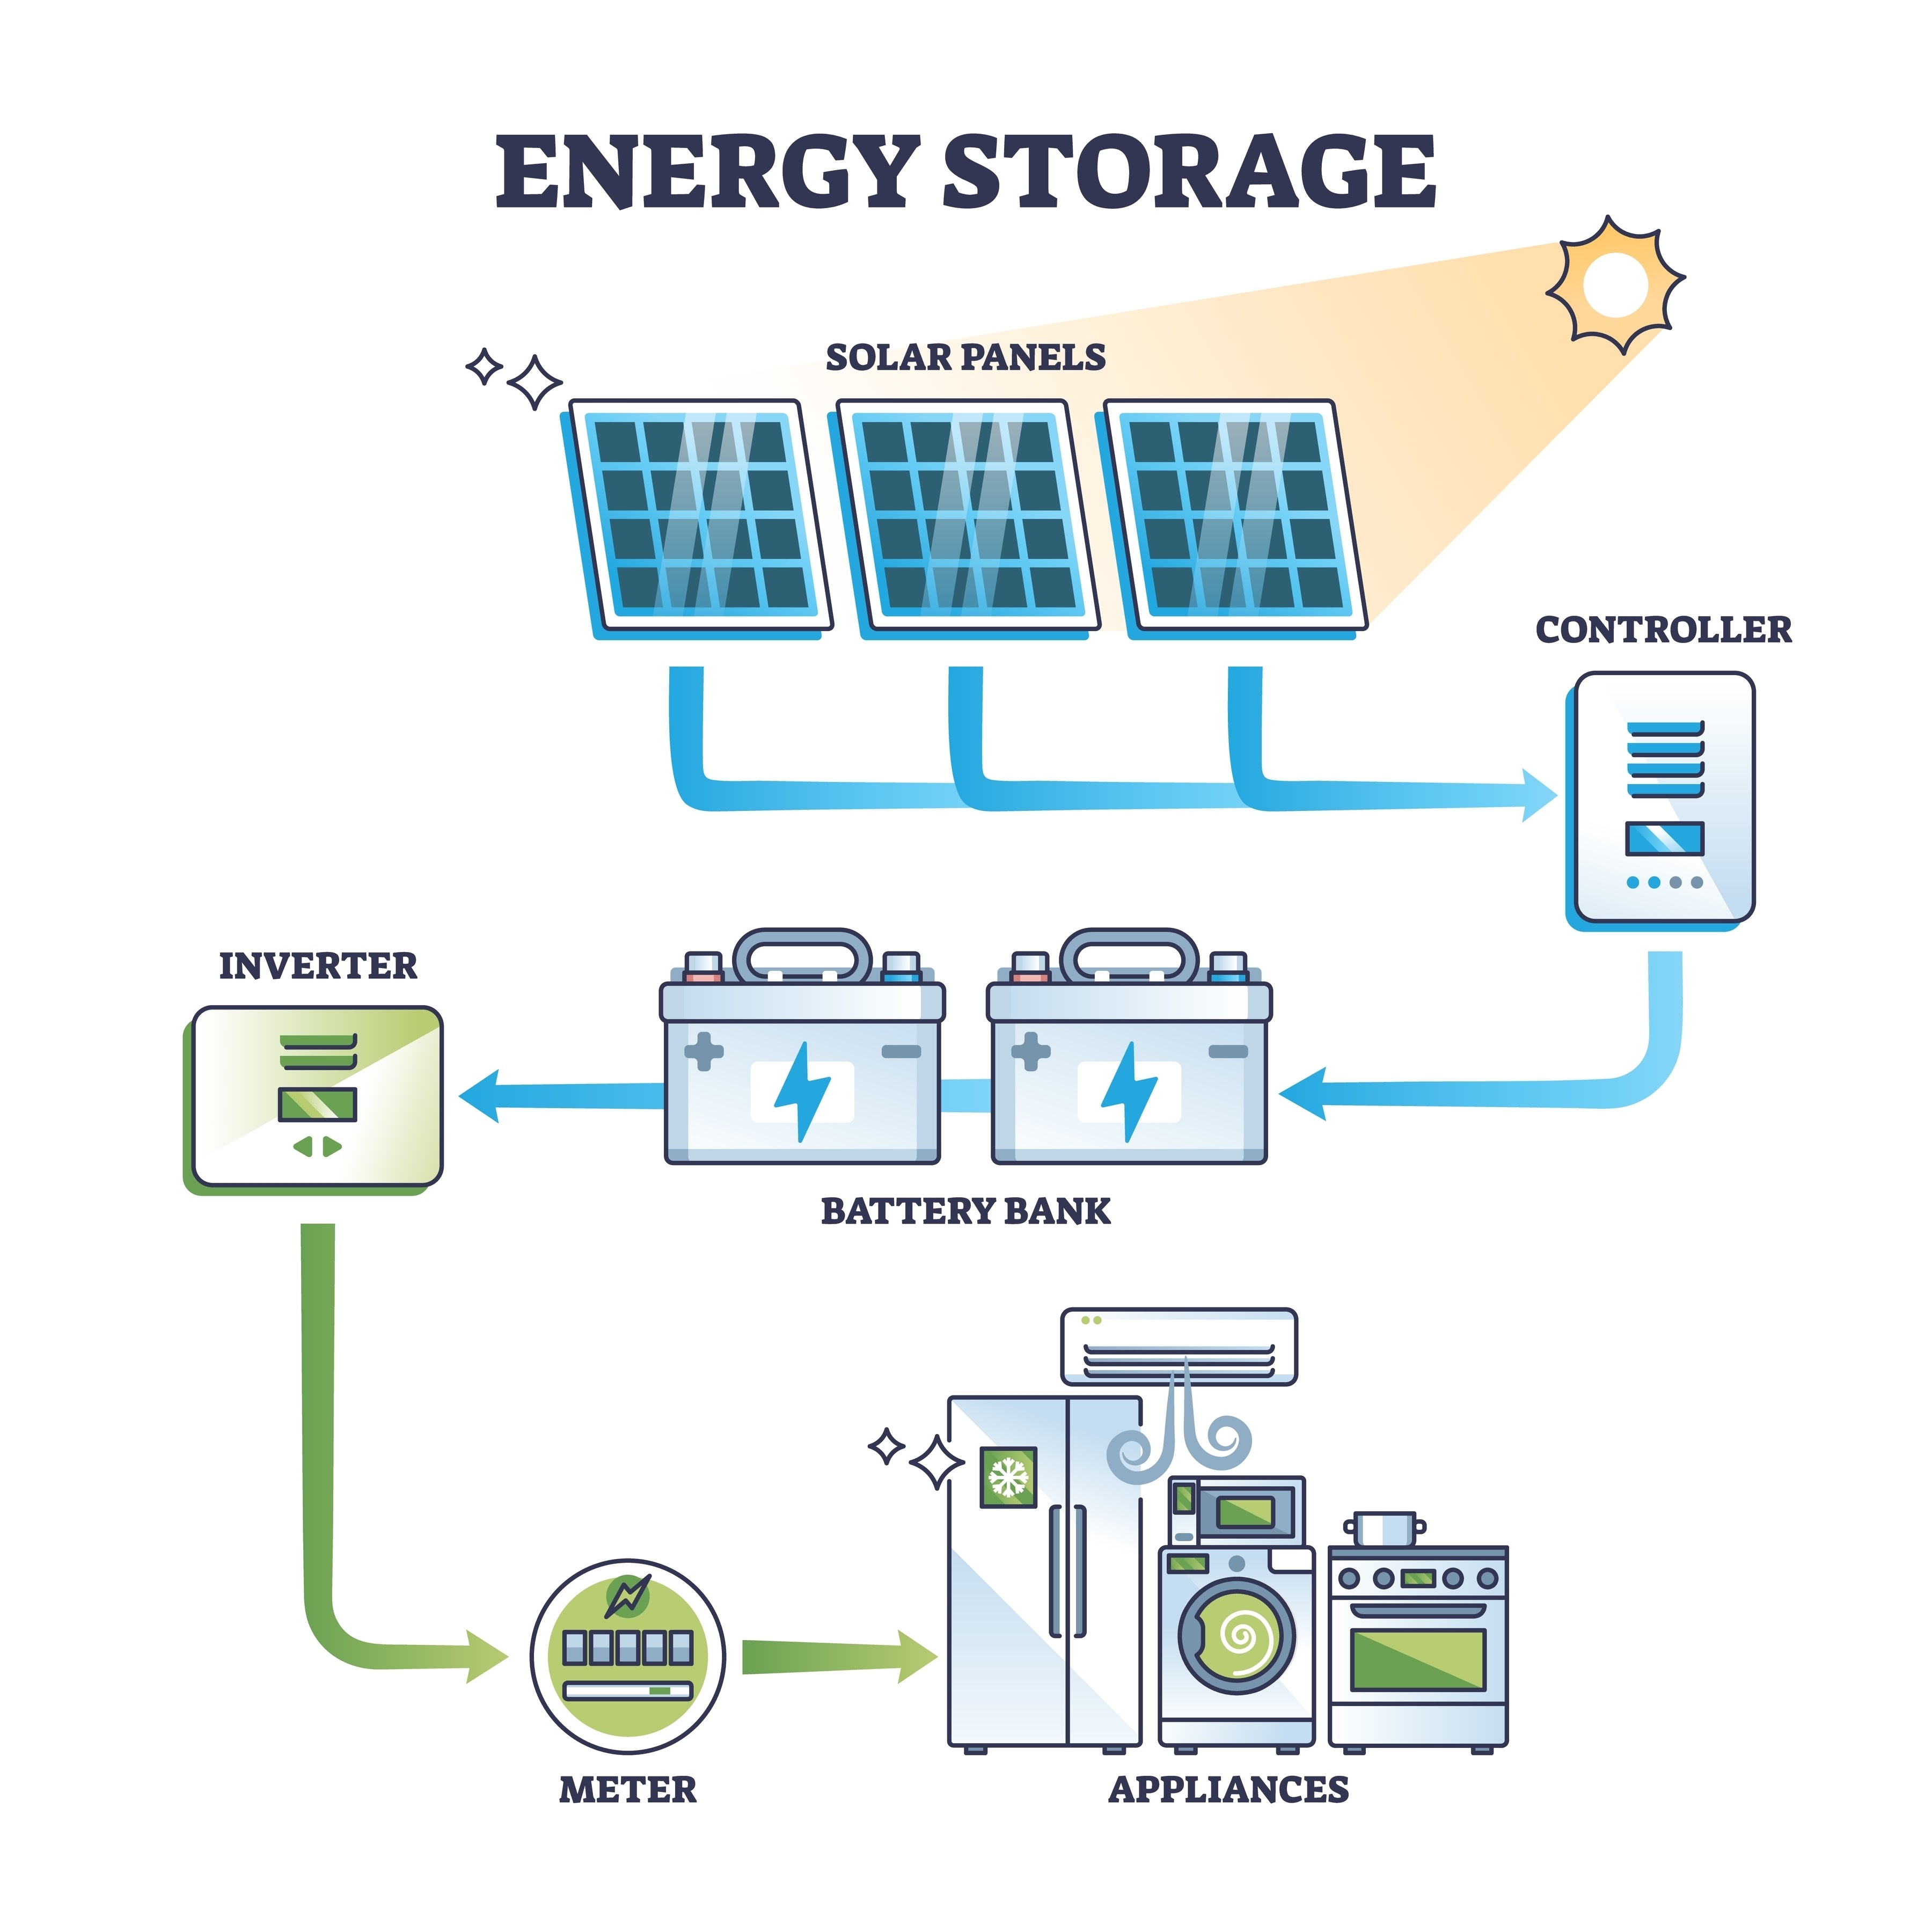 ENERGY STORAGE
SOLAR PANELS
CONTROLLER
INVERTER
BATTERY BANK
METER
APPLIANCES